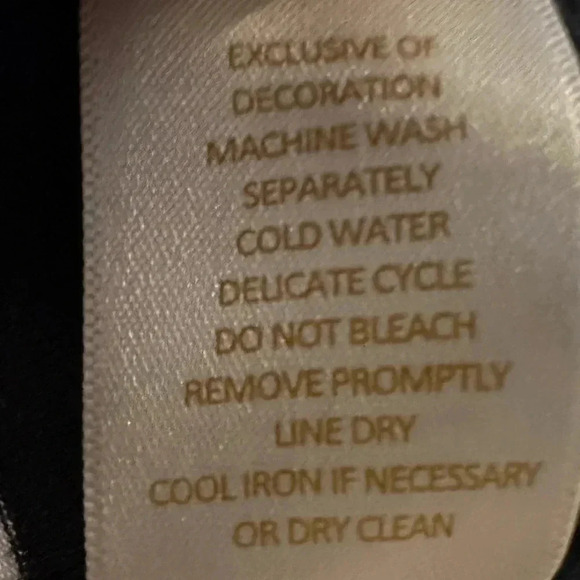 EXCLUSIVE OF
DECORATION
MACHINE WASH
SEPARATELY
COLD WATER
DELICATE CYCLE
DO NOT BLEACH
REMOVE PROMPTLY
LINE DRY
COOL IRON IF NECESSARY
OR DRY CLEAN